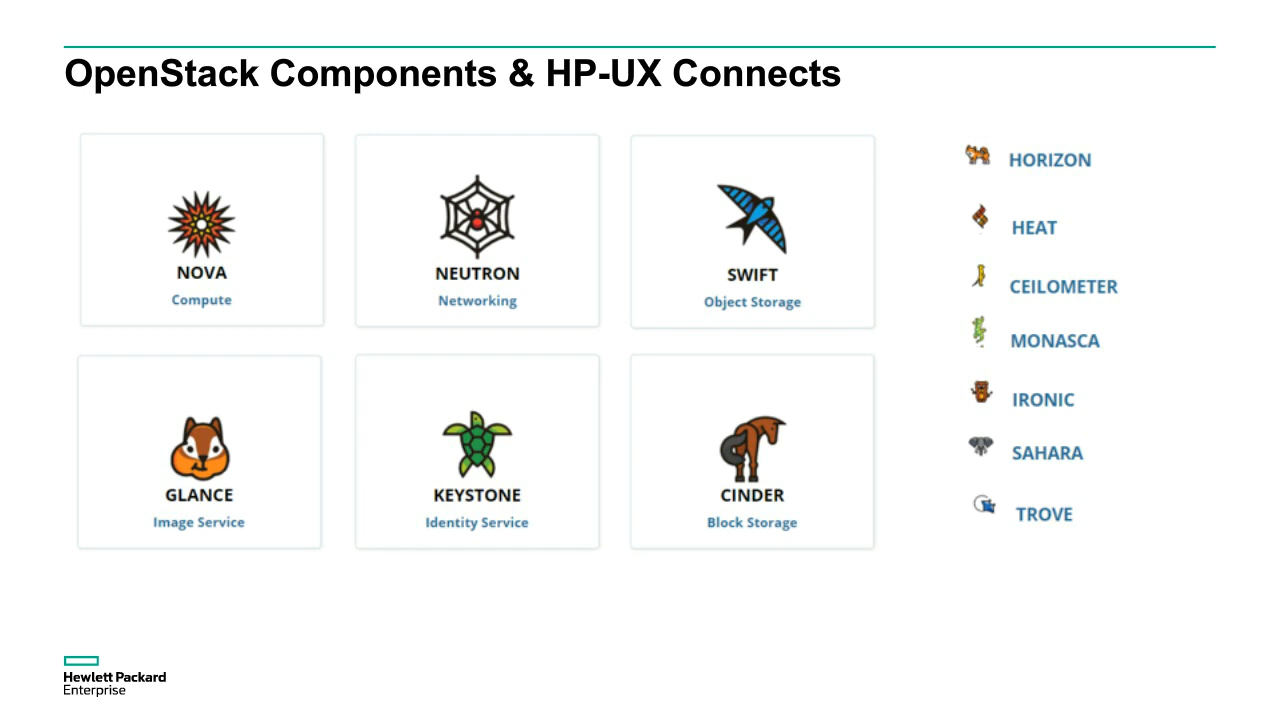 OpenStack Components & HP-UX Connects
NOVA
Compute
NEUTRON
Networking
SWIFT
Object Storage
GLANCE
Image Service
KEYSTONE
Identity Service
CINDER
Block Storage
HORIZON
HEAT
CEILOMETER
MONASCA
IRONIC
SAHARA
TROVE
Hewlett Packard
Enterprise